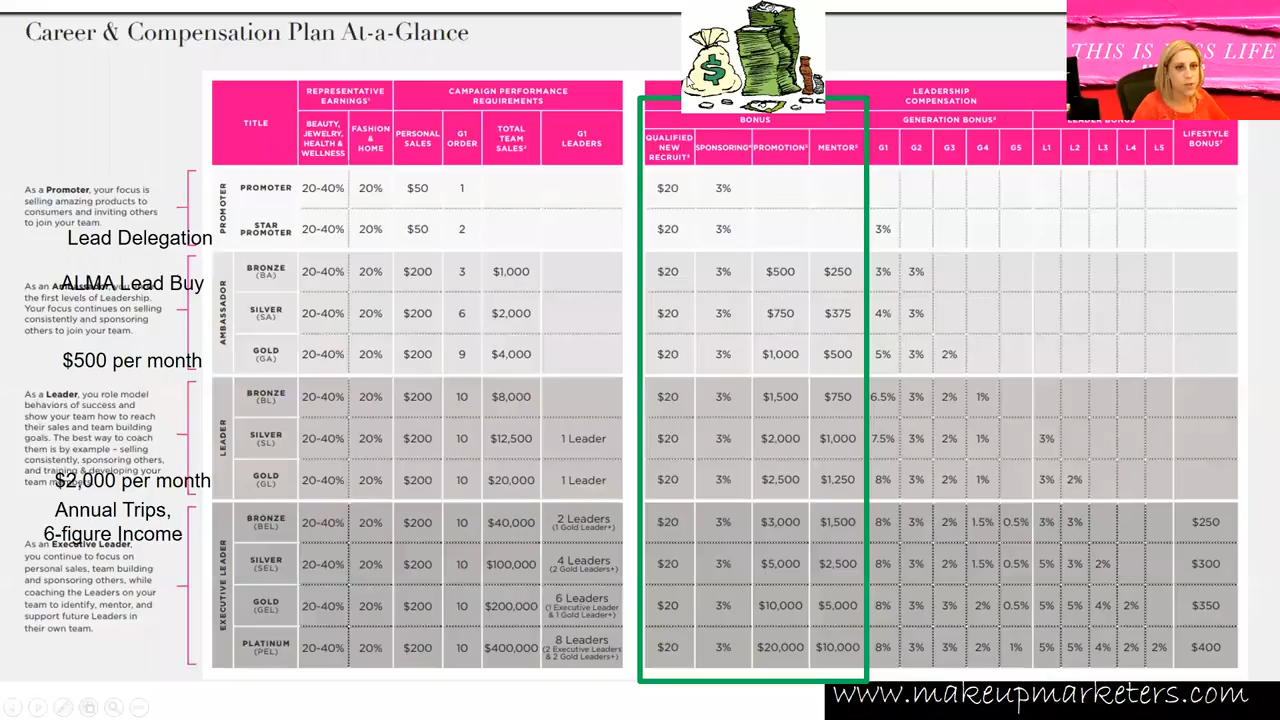 Career & Compensation Plan At-a-Glance
THIS IS LIFE
TITLE
REPRESENTATIVE
EARNINGS¹
CAMPAIGN PERFORMANCE
REQUIREMENTS
LEADERSHIP
COMPENSATION
BONUS
GENERATION BONUS⁶
LEADER BONUS
BEAUTY,
JEWELRY,
HEALTH &
WELLNESS
FASHION
&
HOME
PERSONAL
SALES
G1
ORDER
TOTAL
TEAM
SALES²
G1
LEADERS
QUALIFIED
NEW
RECRUIT³
SPONSORING⁴
PROMOTION⁵
MENTOR⁵
G1 G2 G3 G4 G5 L1 L2 L3 L4 L5
LIFESTYLE
BONUS⁷
As a Promoter, your focus is
selling amazing products to
consumers and inviting others
to join your team.
Lead Delegation
PROMOTER
PROMOTER 20-40% 20% $50 1 $20 3%
STAR
PROMOTER 20-40% 20% $50 2 $20 3% 3%
As an
ALMA Lead Buy
the first levels of Leadership.
Your focus continues on selling
consistently and sponsoring
others to join your team.
$500 per month
AMBASSADOR
BRONZE
(BA) 20-40% 20% $200 3 $1,000 $20 3% $500 $250 3% 3%
SILVER
(SA) 20-40% 20% $200 6 $2,000 $20 3% $750 $375 4% 3%
GOLD
(GA) 20-40% 20% $200 9 $4,000 $20 3% $1,000 $500 5% 3% 2%
As a Leader, you role model
behaviors of success and
show your team how to reach
their sales and team building
goals. The best way to coach
them is by example – selling
consistently, sponsoring others,
and training & developing your
team
$2,000 per month
LEADER
BRONZE
(BL) 20-40% 20% $200 10 $8,000 $20 3% $1,500 $750 6.5% 3% 2% 1%
SILVER
(SL) 20-40% 20% $200 10 $12,500 1 Leader $20 3% $2,000 $1,000 7.5% 3% 2% 1% 3%
GOLD
(GL) 20-40% 20% $200 10 $20,000 1 Leader $20 3% $2,500 $1,250 8% 3% 2% 1% 3% 2%
Annual Trips,
6-figure Income
As an Executive Leader,
you continue to focus on
personal sales, team building
and sponsoring others, while
coaching the Leaders on your
team to identify, mentor, and
support future Leaders in
their own team.
EXECUTIVE LEADER
BRONZE
(BEL) 20-40% 20% $200 10 $40,000 2 Leaders
(1 Gold Leader+) $20 3% $3,000 $1,500 8% 3% 2% 1.5% 0.5% 3% 3% $250
SILVER
(SEL) 20-40% 20% $200 10 $100,000 4 Leaders
(2 Gold Leaders+) $20 3% $5,000 $2,500 8% 3% 2% 1.5% 0.5% 5% 3% 2% $300
GOLD
(GEL) 20-40% 20% $200 10 $200,000 6 Leaders
(1 Executive Leader
& 1 Gold Leader+) $20 3% $10,000 $5,000 8% 3% 3% 2% 0.5% 5% 5% 4% 2% $350
PLATINUM
(PEL) 20-40% 20% $200 10 $400,000 8 Leaders
(2 Executive Leaders
& 2 Gold Leaders+) $20 3% $20,000 $10,000 8% 3% 3% 2% 1% 5% 5% 4% 2% 2% $400
www.makeupmarketers.com